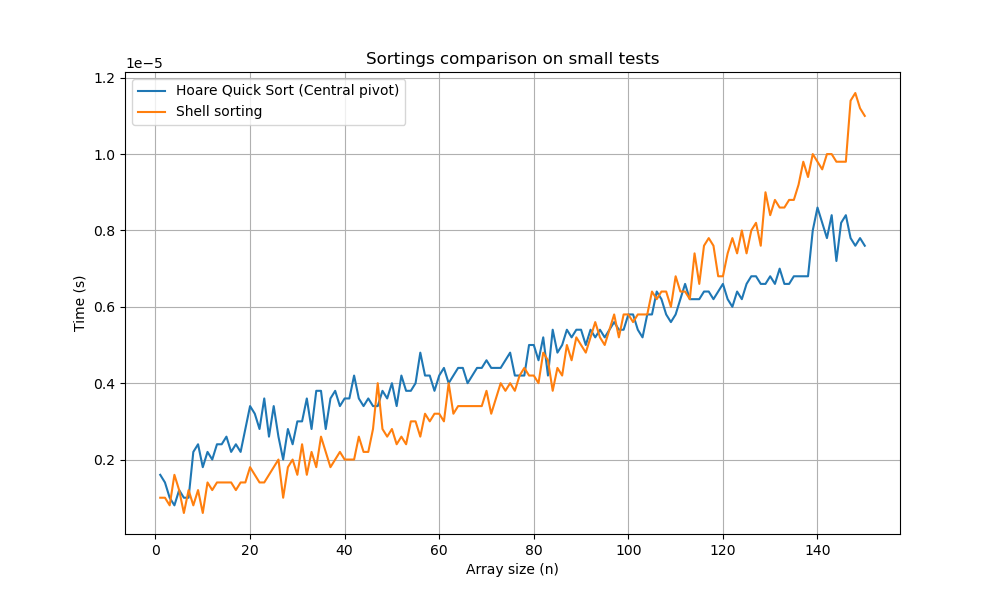 Sortings comparison on small tests
1e−5
Hoare Quick Sort (Central pivot)
Shell sorting
1.2
1.0
0.8
0.6
0.4
0.2
Time (s)
0 20 40 60 80 100 120 140
Array size (n)